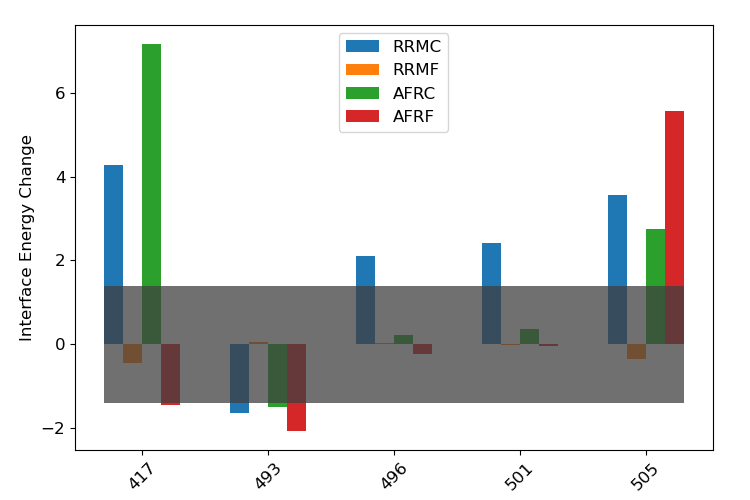 RRMC
RRMF
AFRC
AFRF
Interface Energy Change
6
4
2
0
−2
417
493
496
501
505